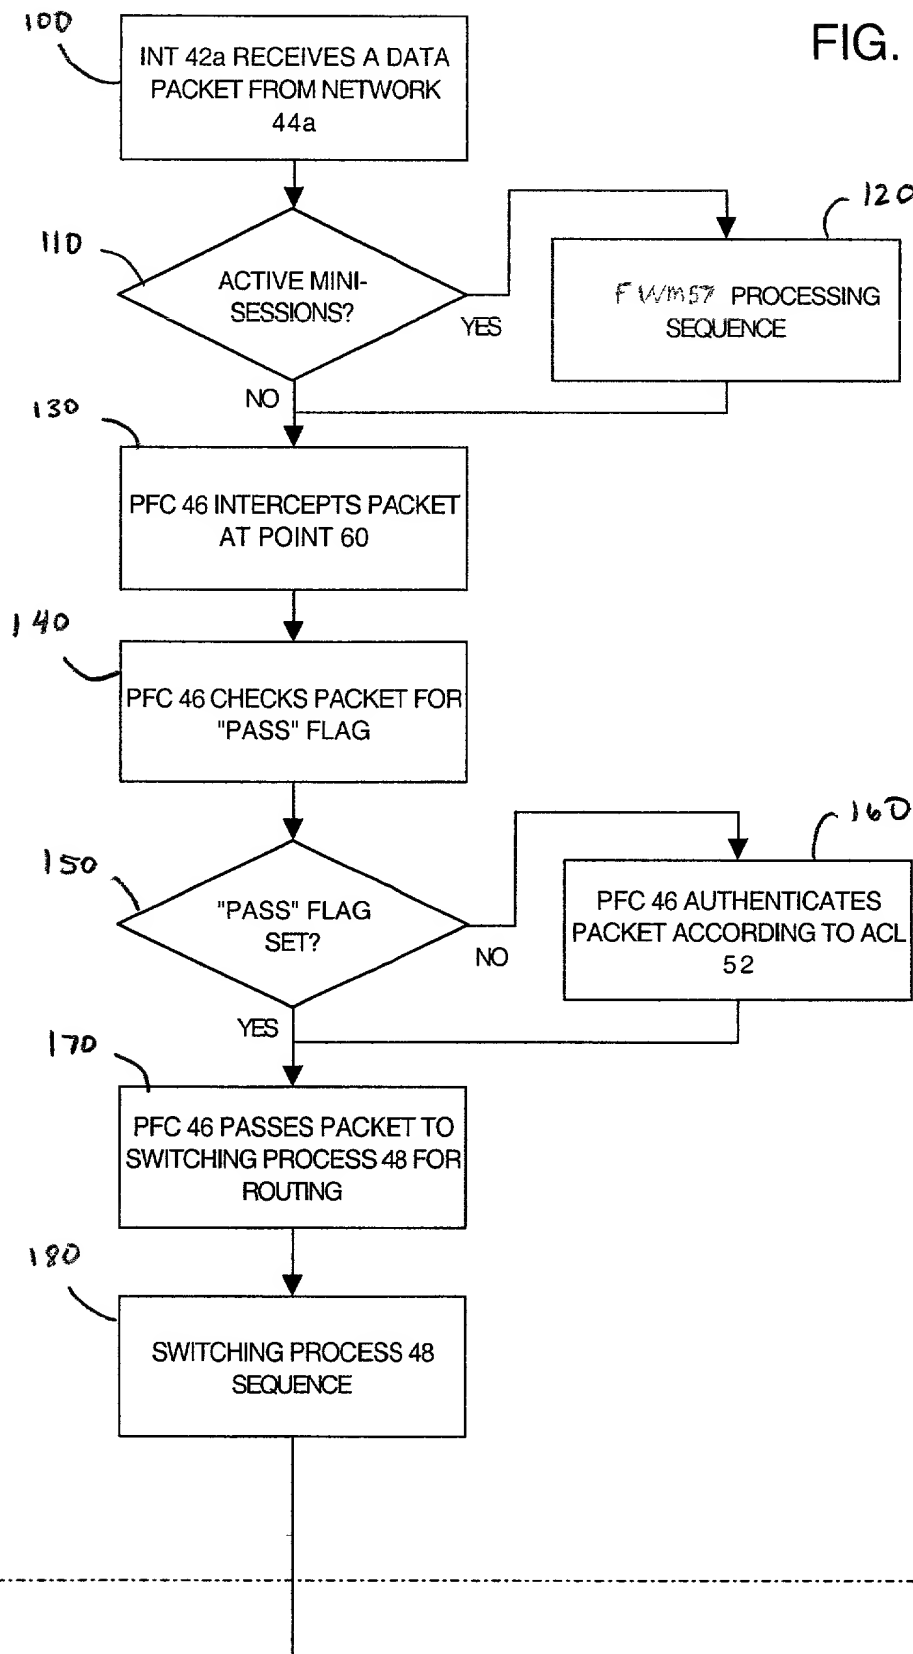 FIG.
100
INT 42a RECEIVES A DATA
PACKET FROM NETWORK
44a
110
ACTIVE MINI-
SESSIONS?
YES
NO
120
FWM57 PROCESSING
SEQUENCE
130
PFC 46 INTERCEPTS PACKET
AT POINT 60
140
PFC 46 CHECKS PACKET FOR
"PASS" FLAG
150
"PASS" FLAG
SET?
NO
YES
160
PFC 46 AUTHENTICATES
PACKET ACCORDING TO ACL
52
170
PFC 46 PASSES PACKET TO
SWITCHING PROCESS 48 FOR
ROUTING
180
SWITCHING PROCESS 48
SEQUENCE